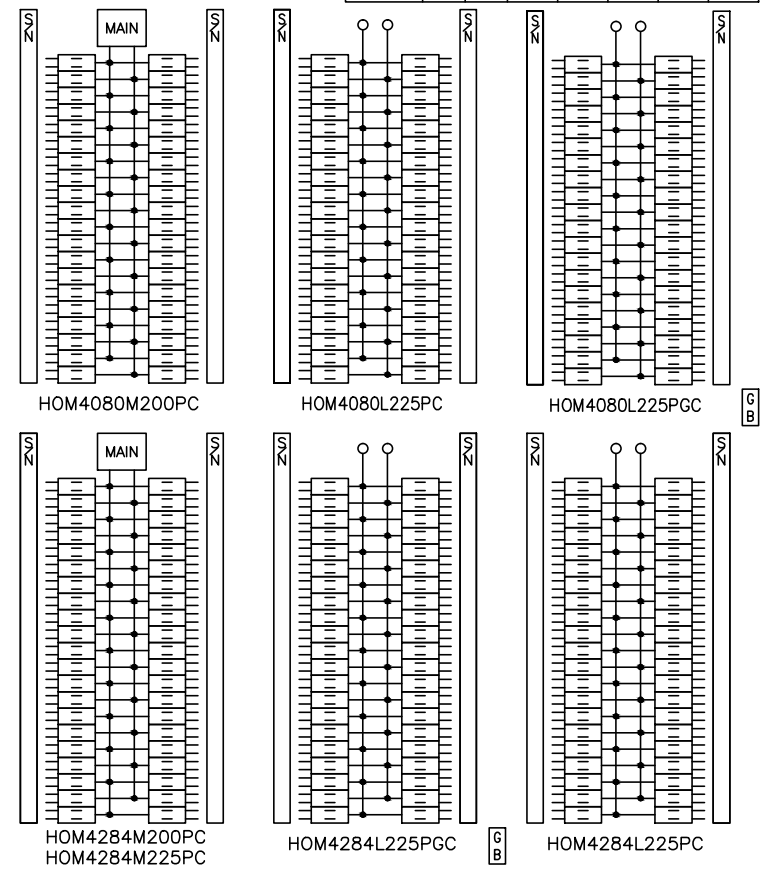 S/N
MAIN
S/N
S/N
S/N
S/N
S/N
HOM4080M200PC
HOM4080L225PC
HOM4080L225PGC
G
B
S/N
MAIN
S/N
S/N
S/N
S/N
S/N
HOM4284M200PC
HOM4284M225PC
HOM4284L225PGC
G
B
HOM4284L225PC